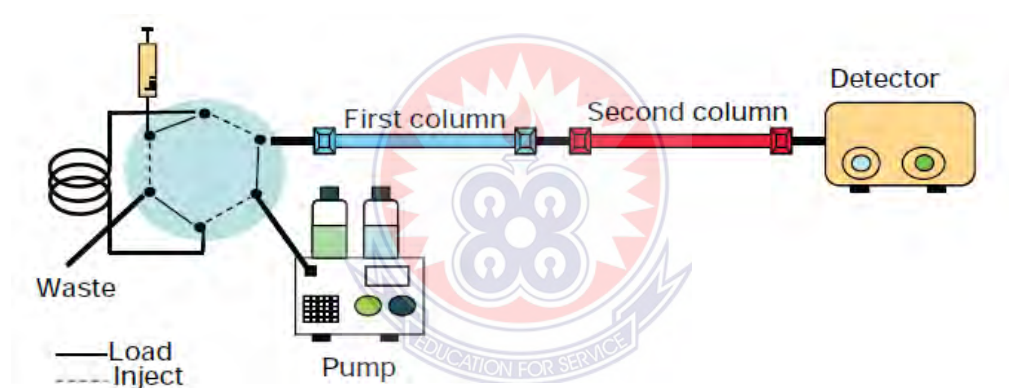 Detector
First column
Second column
Waste
Load
Inject
Pump
EDUCATION FOR SERVICE